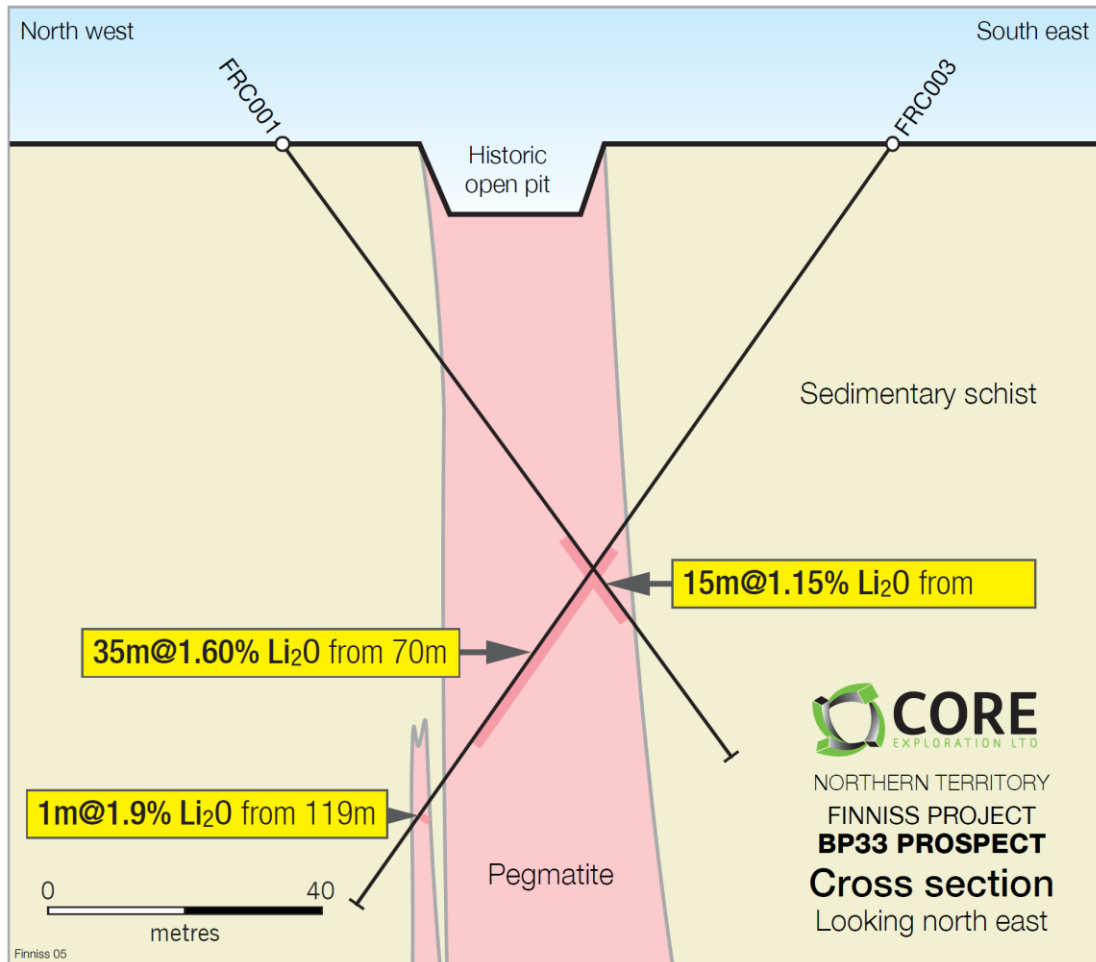 North west
South east
FRC001
FRC003
Historic
open pit
Sedimentary schist
15m@1.15% Li₂O from
35m@1.60% Li₂O from 70m
1m@1.9% Li₂O from 119m
Pegmatite
0 40
metres
CORE
EXPLORATION LTD
NORTHERN TERRITORY
FINNISS PROJECT
BP33 PROSPECT
Cross section
Looking north east
Finniss 05